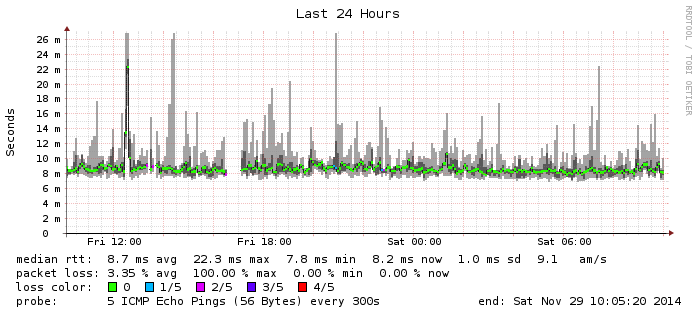 Last 24 Hours
RRDTOOL / TOBI OETIKER
Seconds
26 m
24 m
22 m
20 m
18 m
16 m
14 m
12 m
10 m
8 m
6 m
4 m
2 m
0
Fri 12:00 Fri 18:00 Sat 00:00 Sat 06:00
median rtt: 8.7 ms avg 22.3 ms max 7.8 ms min 8.2 ms now 1.0 ms sd 9.1 am/s
packet loss: 3.35 % avg 100.00 % max 0.00 % min 0.00 % now
loss color: 0 1/5 2/5 3/5 4/5
probe: 5 ICMP Echo Pings (56 Bytes) every 300s end: Sat Nov 29 10:05:20 2014